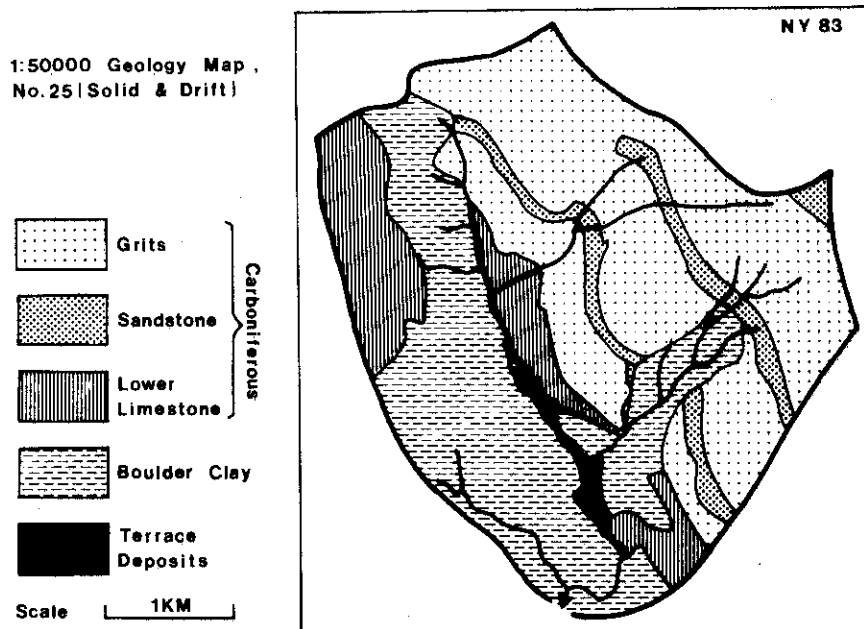 NY 83
1:50000 Geology Map,
No.25 (Solid & Drift)
Grits
Sandstone
Lower
Limestone
Carboniferous
Boulder Clay
Terrace
Deposits
Scale 1KM